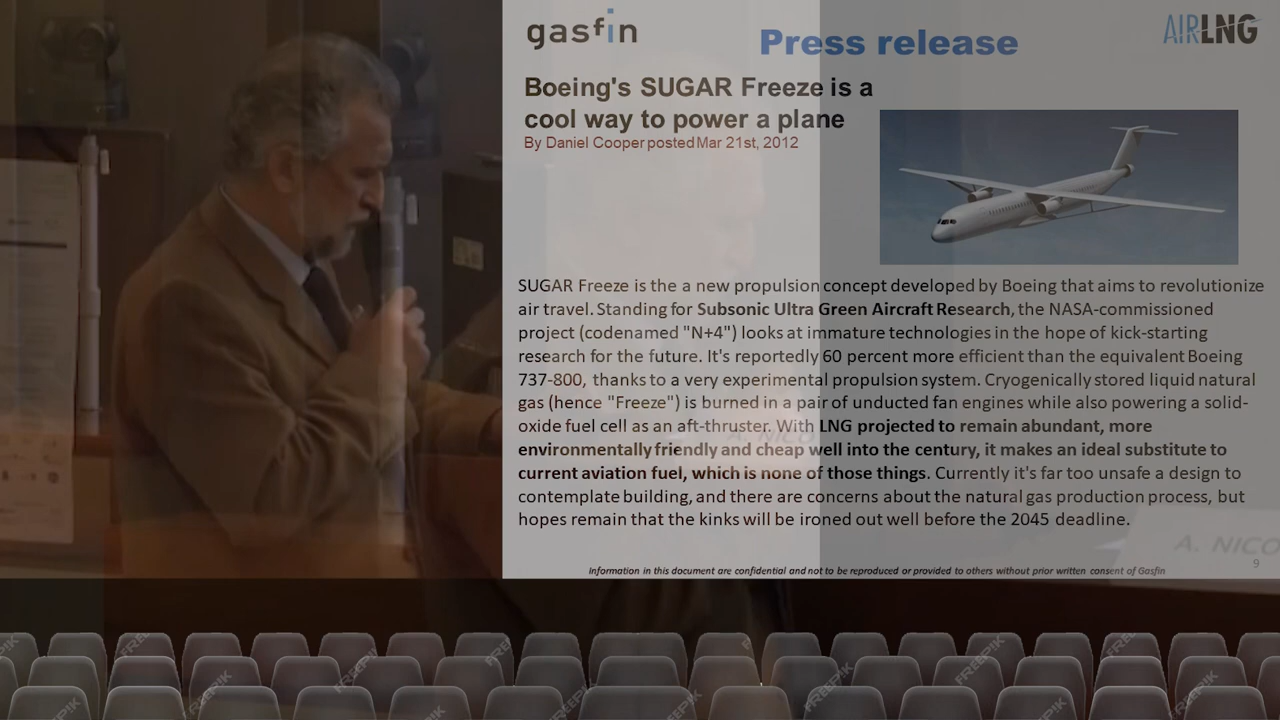 gasfin
Press release
AIRLNG
Boeing's SUGAR Freeze is a
cool way to power a plane
By Daniel Cooper posted Mar 21st, 2012
SUGAR Freeze is the a new propulsion concept developed by Boeing that aims to revolutionize
air travel. Standing for Subsonic Ultra Green Aircraft Research, the NASA-commissioned
project (codenamed "N+4") looks at immature technologies in the hope of kick-starting
research for the future. It's reportedly 60 percent more efficient than the equivalent Boeing
737-800, thanks to a very experimental propulsion system. Cryogenically stored liquid natural
gas (hence "Freeze") is burned in a pair of unducted fan engines while also powering a solid-
oxide fuel cell as an aft-thruster. With LNG projected to remain abundant, more
environmentally friendly and cheap well into the century, it makes an ideal substitute to
current aviation fuel, which is none of those things. Currently it's far too unsafe a design to
contemplate building, and there are concerns about the natural gas production process, but
hopes remain that the kinks will be ironed out well before the 2045 deadline.
A. NICO
Information in this document are confidential and not to be reproduced or provided to others without prior written consent of Gasfin
9
FREEPIK